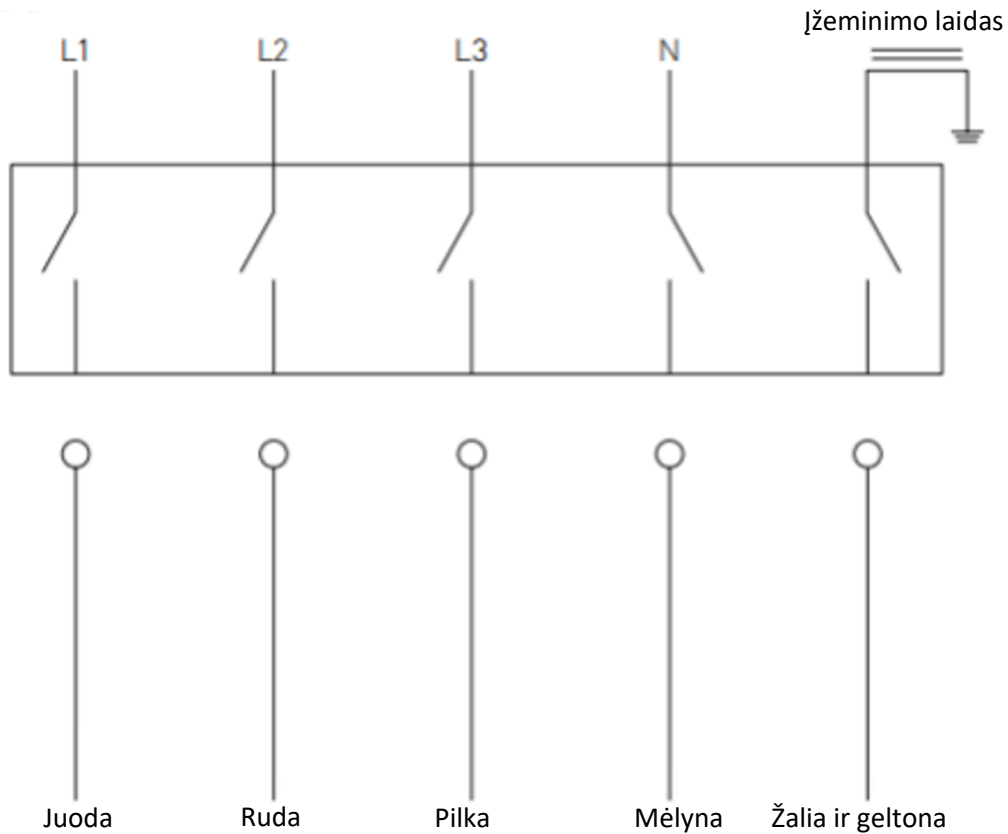 Įžeminimo laidas
L1
L2
L3
N
Juoda
Ruda
Pilka
Mėlyna
Žalia ir geltona